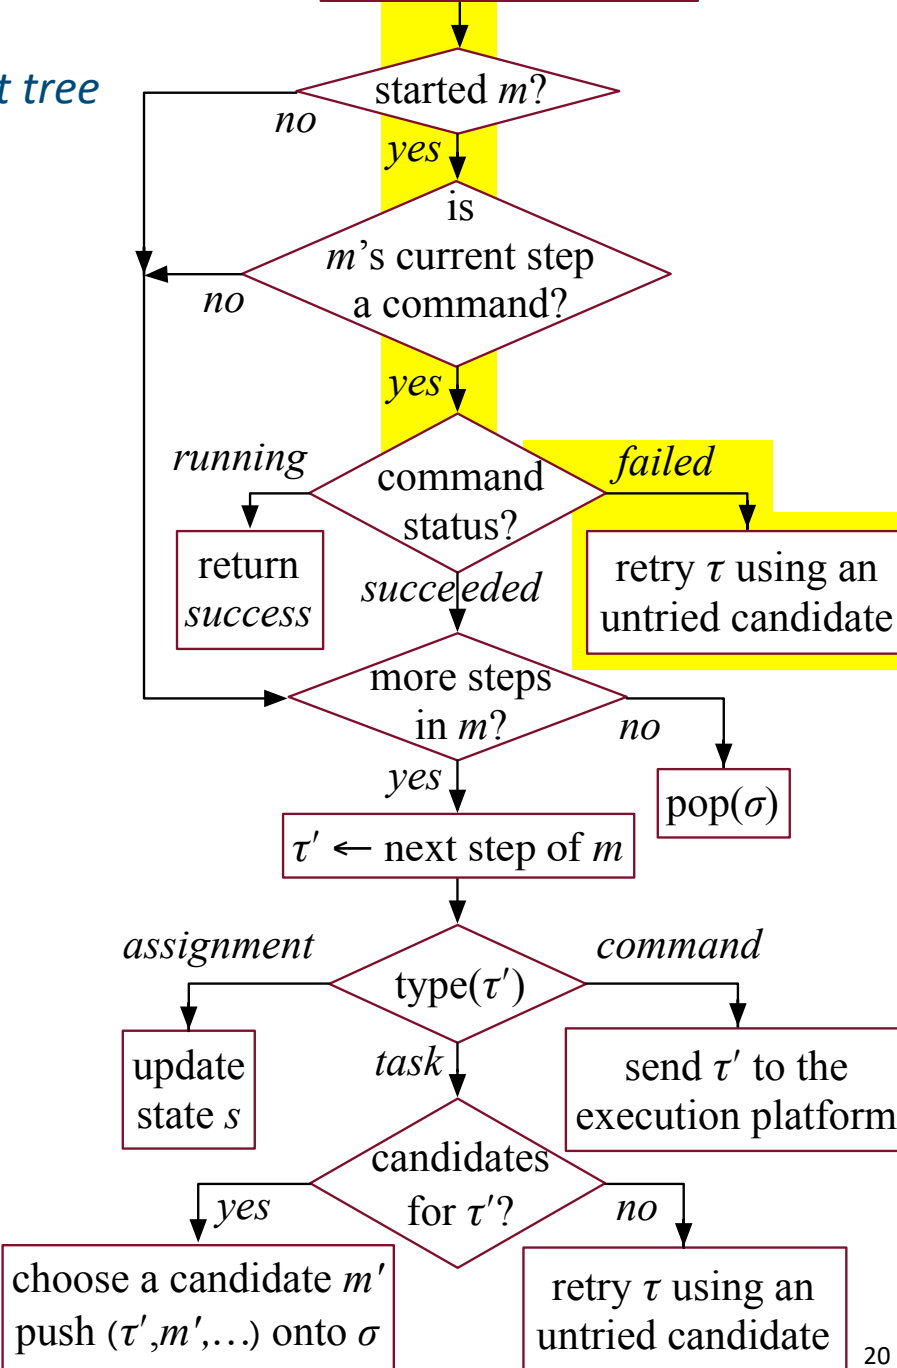 t tree
started m?
no
yes
is
m's current step
a command?
no
yes
running
failed
command
status?
return
success
retry τ using an
untried candidate
succeeded
more steps
in m?
no
yes
pop(σ)
τ′ ← next step of m
assignment
command
type(τ′)
update
state s
task
send τ′ to the
execution platform
candidates
for τ′?
yes
no
choose a candidate m′
push (τ′,m′,…) onto σ
retry τ using an
untried candidate
20